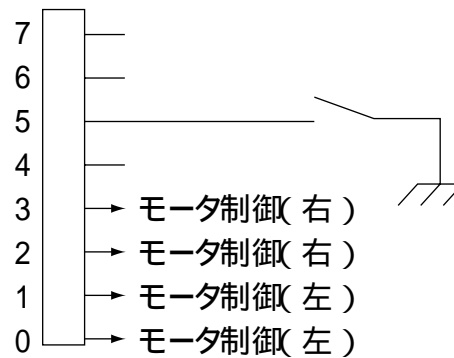 7
6
5
4
3 モータ制御( 右 )
2 モータ制御( 右 )
1 モータ制御( 左 )
0 モータ制御( 左 )